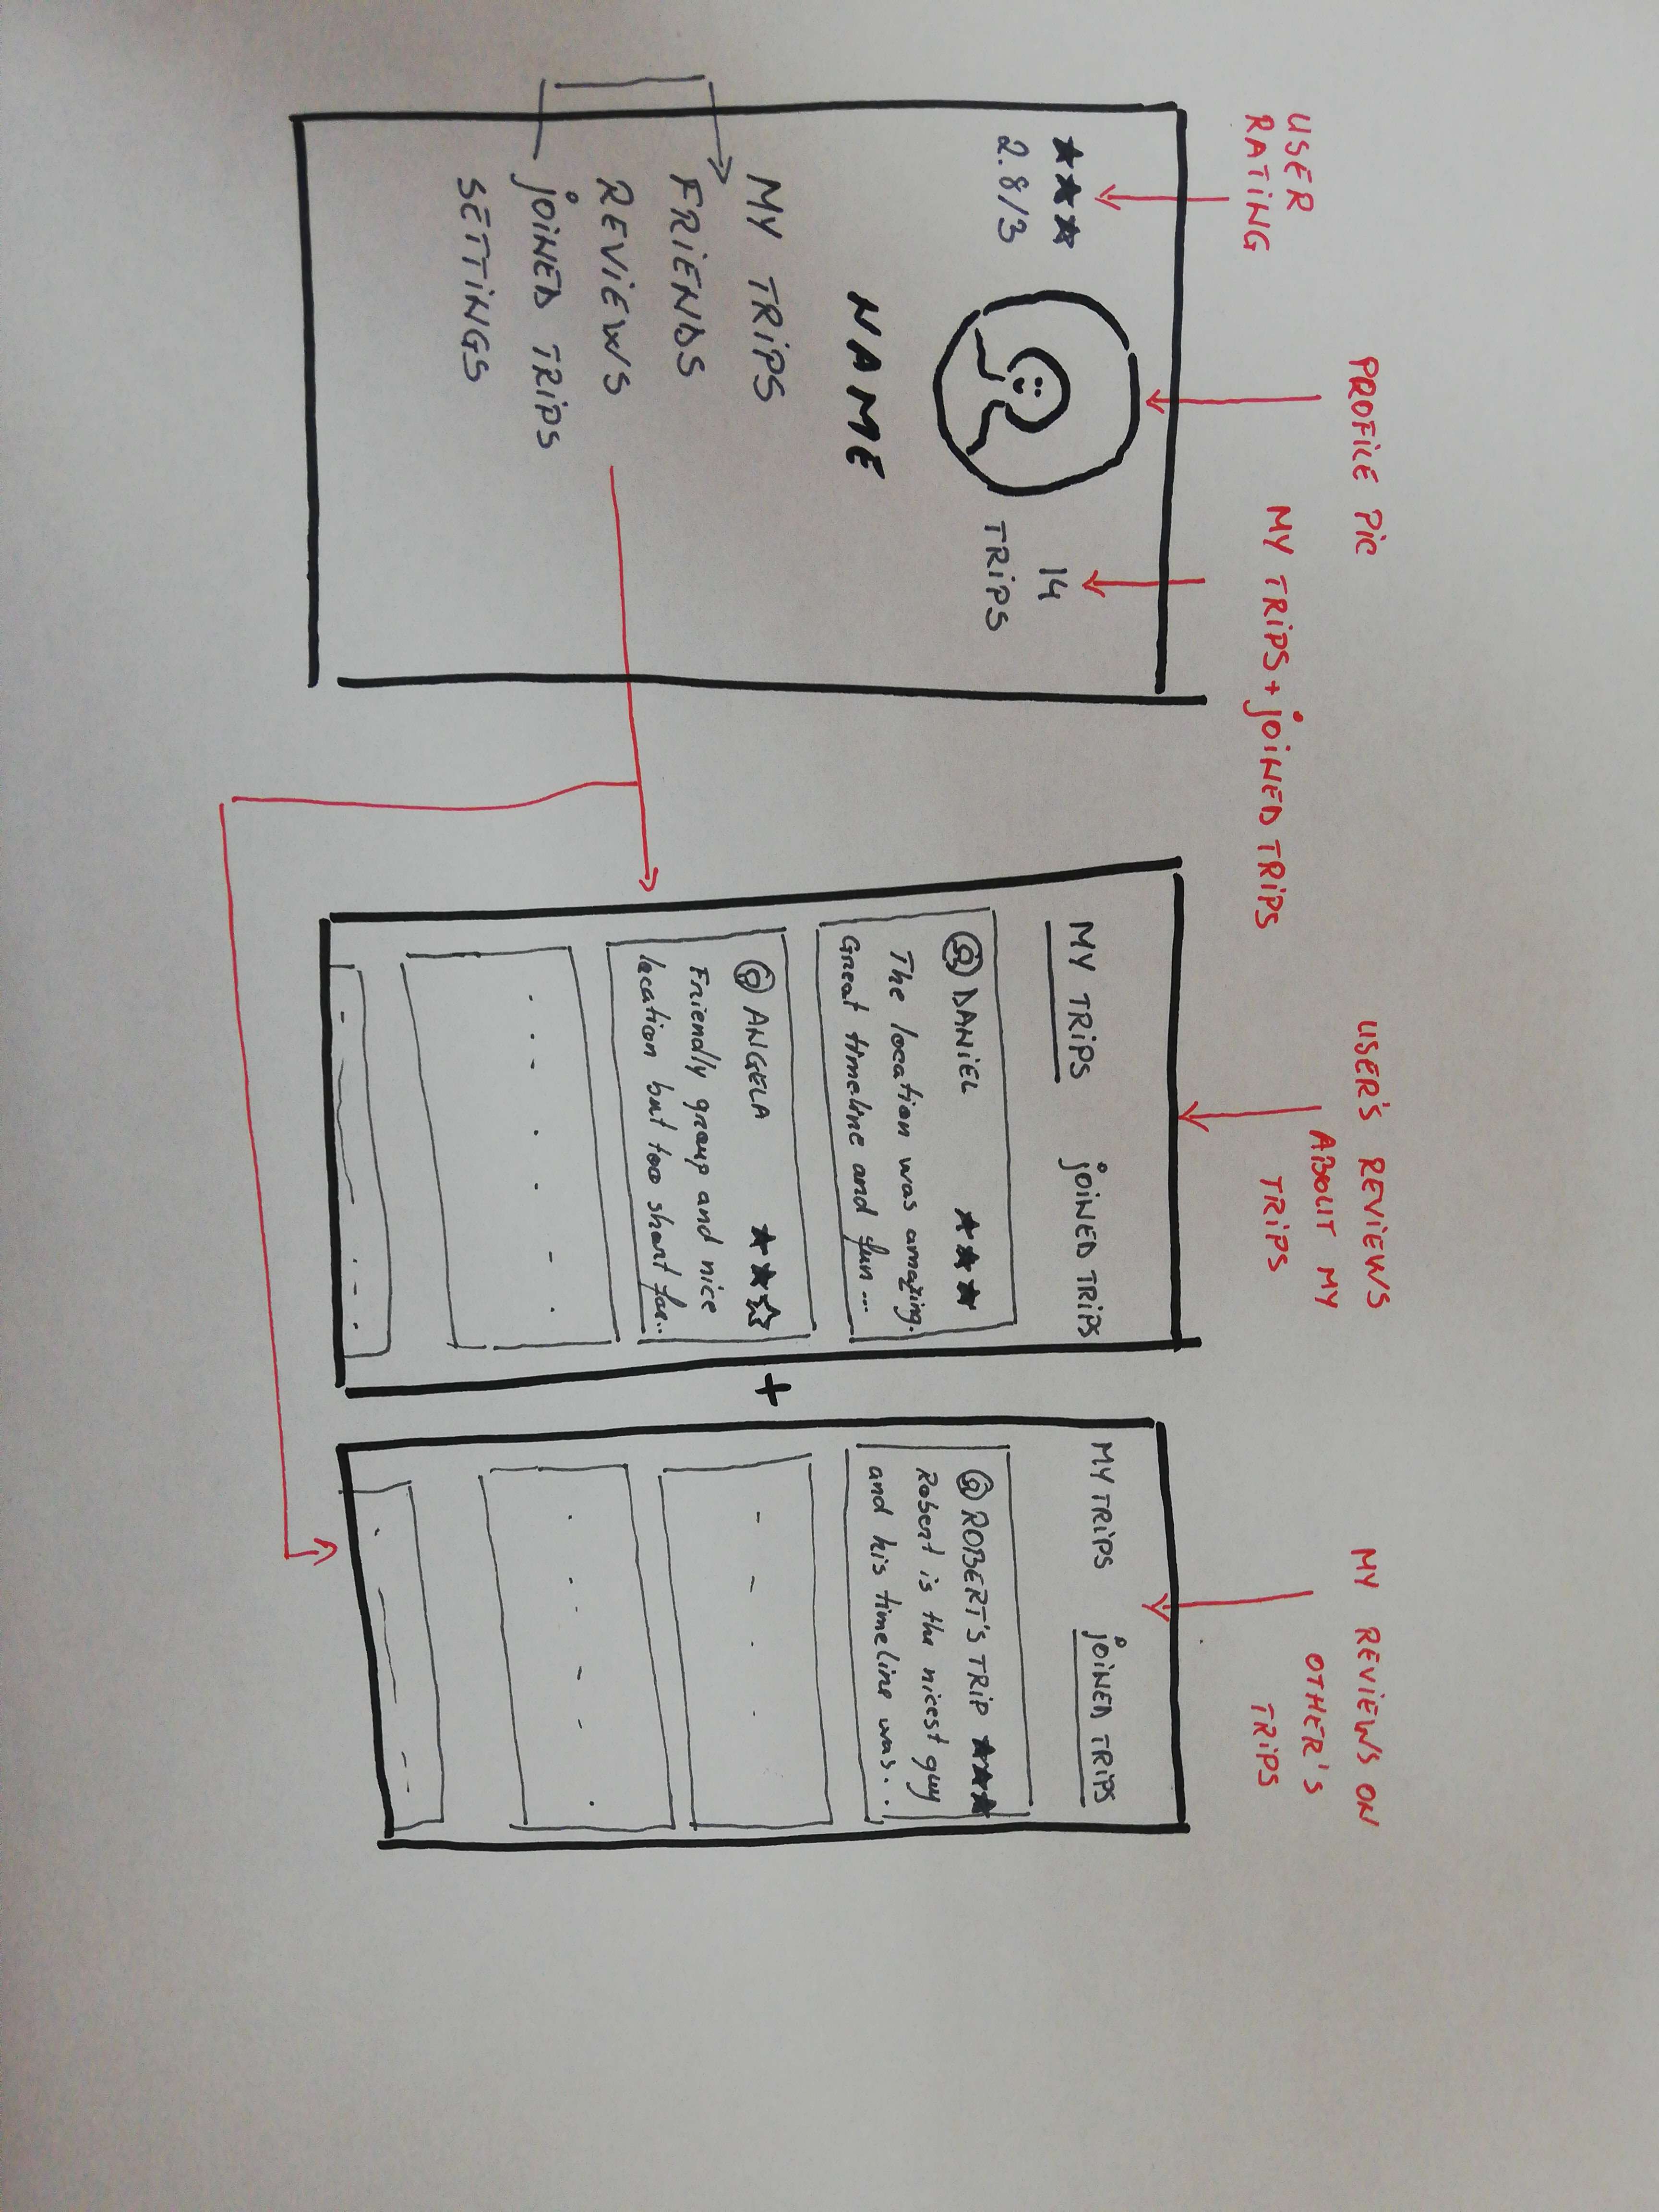 USER
RATING
PROFILE PIC
MY TRIPS + JOINED TRIPS
★★★
2.8/3
14
TRIPS
NAME
MY TRIPS
FRIENDS
REVIEWS
JOINED TRIPS
SETTINGS
USER'S REVIEWS
ABOUT MY
TRIPS
MY TRIPS JOINED TRIPS
DANIEL ★★★
The location was amazing.
Great timeline and fun...
ANGELA ★★☆
Friendly group and nice
location but too short for...
+
MY REVIEWS ON
OTHER'S
TRIPS
MY TRIPS JOINED TRIPS
ROBERT'S TRIP ★★★
Robert is the nicest guy
and his timeline was...